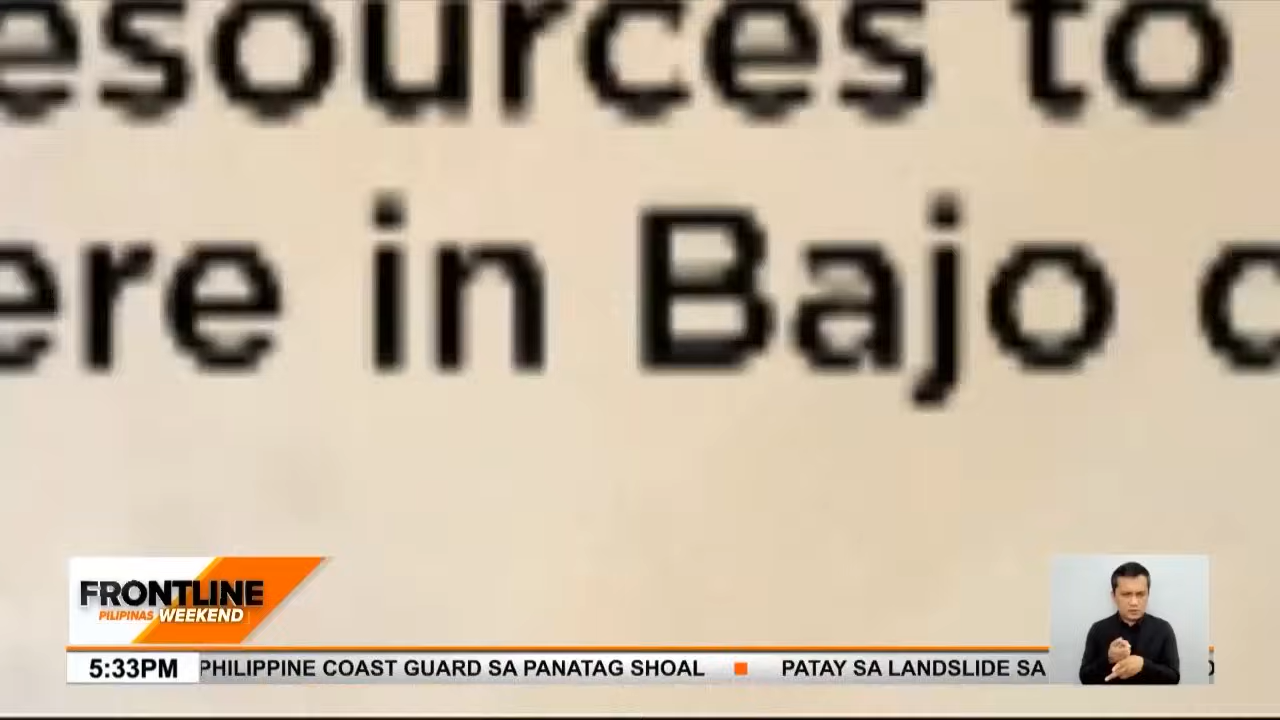 esources to
ere in Bajo
FRONTLINE
PILIPINAS WEEKEND
5:33PM PHILIPPINE COAST GUARD SA PANATAG SHOAL PATAY SA LANDSLIDE SA